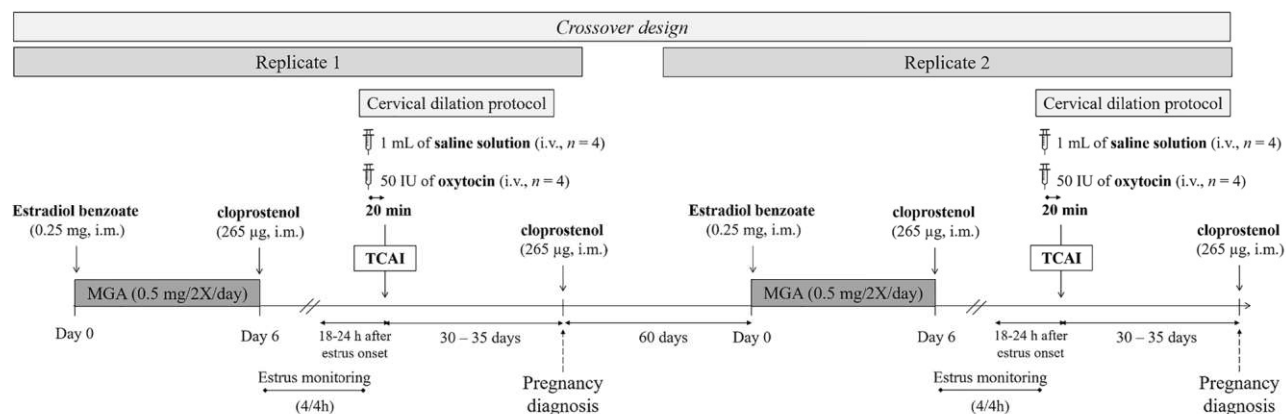 Crossover design
Replicate 1
Replicate 2
Cervical dilation protocol
1 mL of saline solution (i.v., n = 4)
50 IU of oxytocin (i.v., n = 4)
20 min
TCAI
Estradiol benzoate
(0.25 mg, i.m.)
cloprostenol
(265 µg, i.m.)
cloprostenol
(265 µg, i.m.)
MGA (0.5 mg/2X/day)
Day 0
Day 6
18-24 h after
estrus onset
30 – 35 days
60 days
Estrus monitoring
(4/4h)
Pregnancy
diagnosis
Cervical dilation protocol
1 mL of saline solution (i.v., n = 4)
50 IU of oxytocin (i.v., n = 4)
20 min
TCAI
Estradiol benzoate
(0.25 mg, i.m.)
cloprostenol
(265 µg, i.m.)
cloprostenol
(265 µg, i.m.)
MGA (0.5 mg/2X/day)
Day 0
Day 6
18-24 h after
estrus onset
30 – 35 days
Estrus monitoring
(4/4h)
Pregnancy
diagnosis